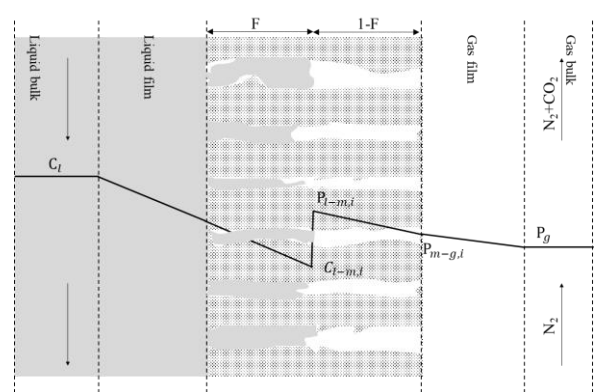 F
1-F
Liquid bulk
Liquid film
Gas film
Gas bulk
N₂+CO₂
C_l
P_{l-m,i}
P_{m-g,i}
P_g
C_{l-m,i}
N₂